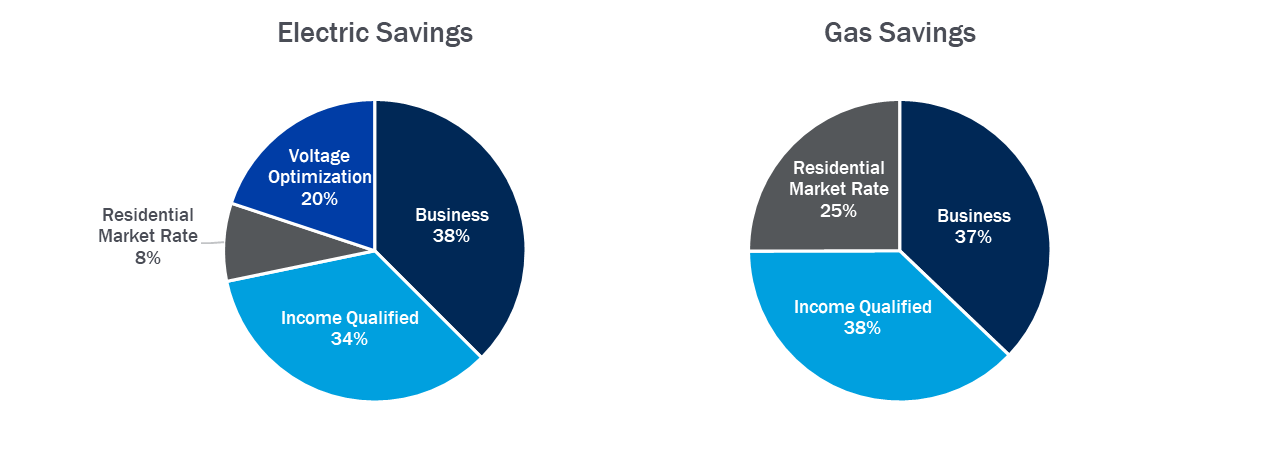 Electric Savings
Voltage
Optimization
20%
Business
38%
Residential
Market Rate
8%
Income Qualified
34%
Gas Savings
Residential
Market Rate
25%
Business
37%
Income Qualified
38%